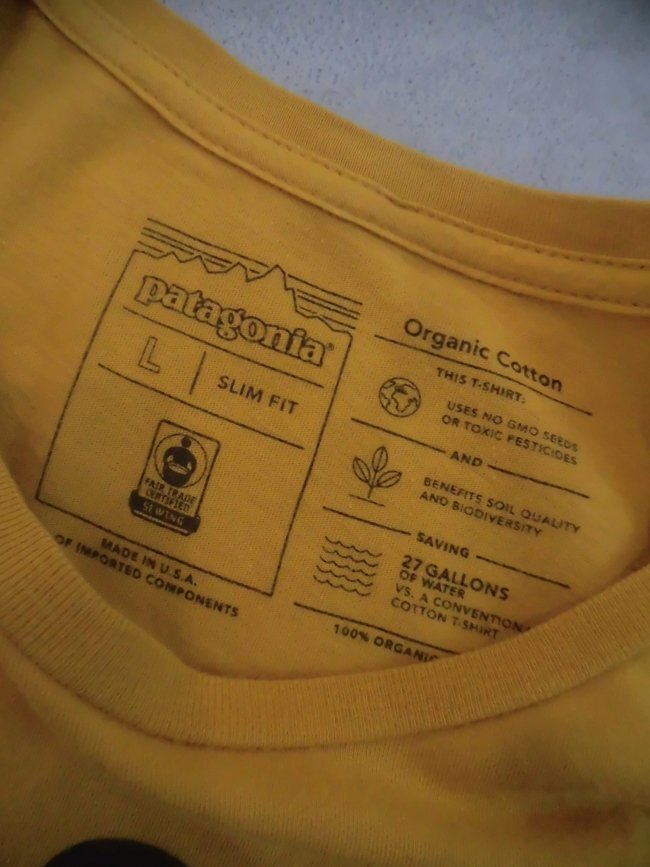 patagonia®
L
SLIM FIT
FAIR TRADE
CERTIFIED
SEWING
MADE IN U.S.A.
OF IMPORTED COMPONENTS
Organic Cotton
THIS T-SHIRT:
USES NO GMO SEEDS
OR TOXIC PESTICIDES
AND
BENEFITS SOIL QUALITY
AND BIODIVERSITY
SAVING
27 GALLONS
OF WATER
VS. A CONVENTION
COTTON T-SHIRT
100% ORGANIC